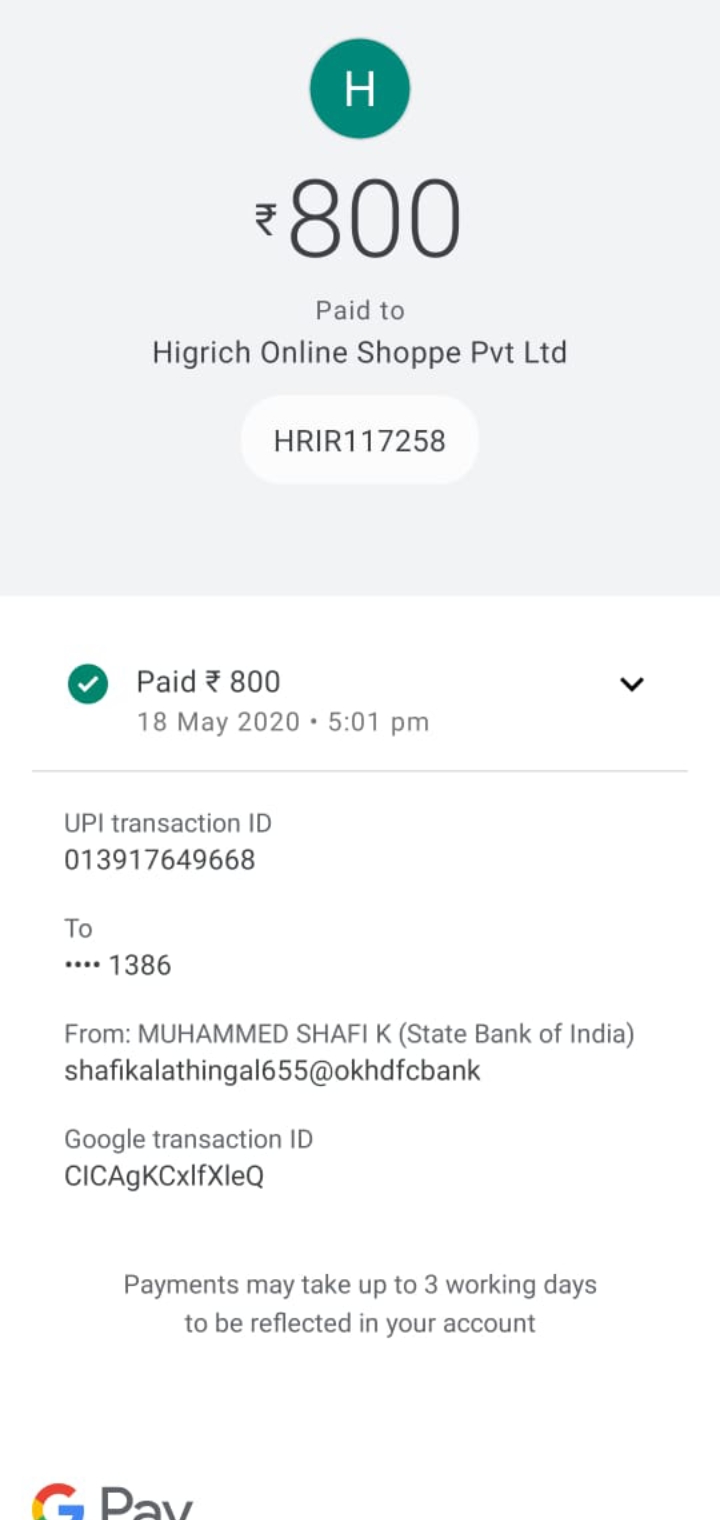 H
₹800
Paid to
Higrich Online Shoppe Pvt Ltd
HRIR117258
Paid ₹ 800
18 May 2020 • 5:01 pm
UPI transaction ID
013917649668
To
•••• 1386
From: MUHAMMED SHAFI K (State Bank of India)
shafikalathingal655@okhdfcbank
Google transaction ID
CICAgKCxlfXleQ
Payments may take up to 3 working days
to be reflected in your account
G Pay